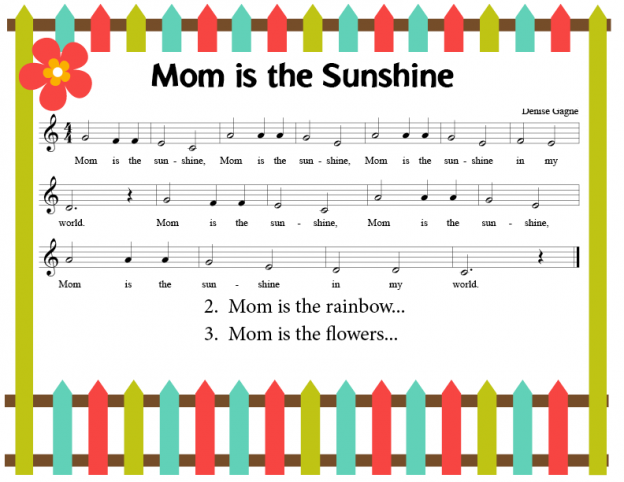 Mom is the Sunshine
Denise Gagne
4 4
Mom is the sun - shine, Mom is the sun - shine, Mom is the sun - shine in my
world. Mom is the sun - shine, Mom is the sun - shine,
Mom is the sun - shine in my world.
2. Mom is the rainbow...
3. Mom is the flowers...